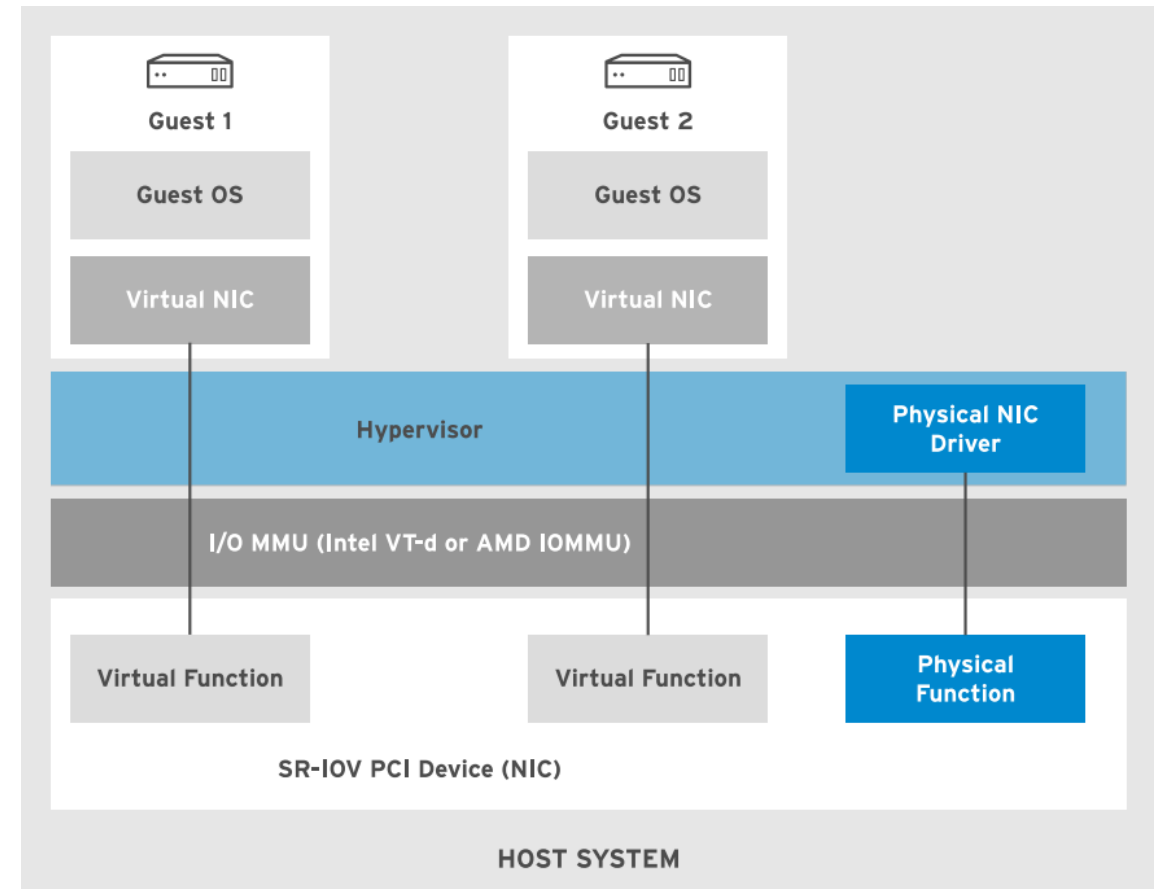 Guest 1
Guest OS
Virtual NIC
Guest 2
Guest OS
Virtual NIC
Hypervisor
Physical NIC
Driver
I/O MMU (Intel VT-d or AMD IOMMU)
Virtual Function
Virtual Function
Physical
Function
SR-IOV PCI Device (NIC)
HOST SYSTEM